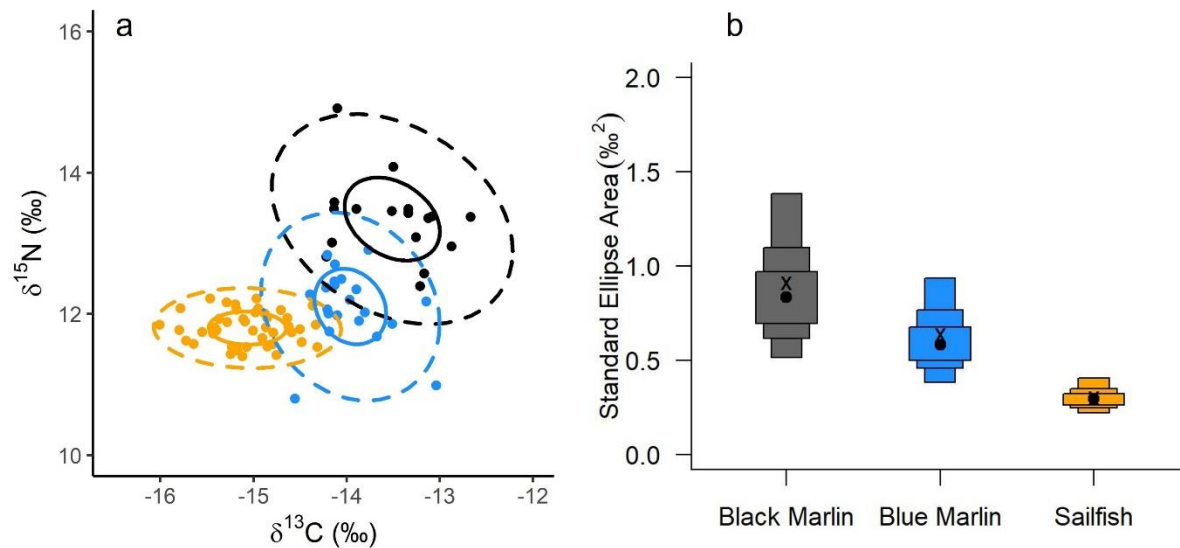 a
16
14
12
10
δ15N (‰)
-16 -15 -14 -13 -12
δ13C (‰)
b
2.0
1.5
1.0
0.5
0.0
Standard Ellipse Area (‰²)
x
x
x
Black Marlin Blue Marlin Sailfish